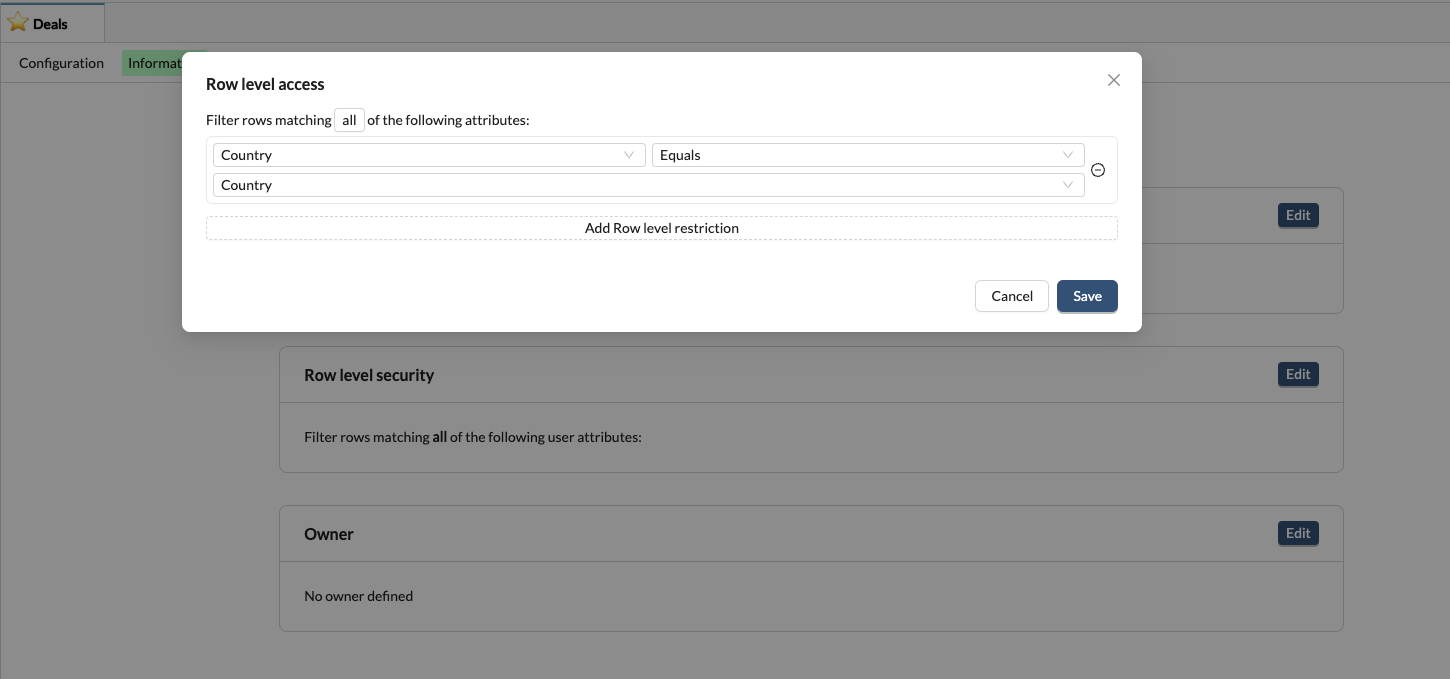 Deals
Configuration
Informat
Row level access
Filter rows matching all of the following attributes:
Country
Equals
Country
Add Row level restriction
Cancel
Save
Edit
Row level security
Edit
Filter rows matching all of the following user attributes:
Owner
Edit
No owner defined